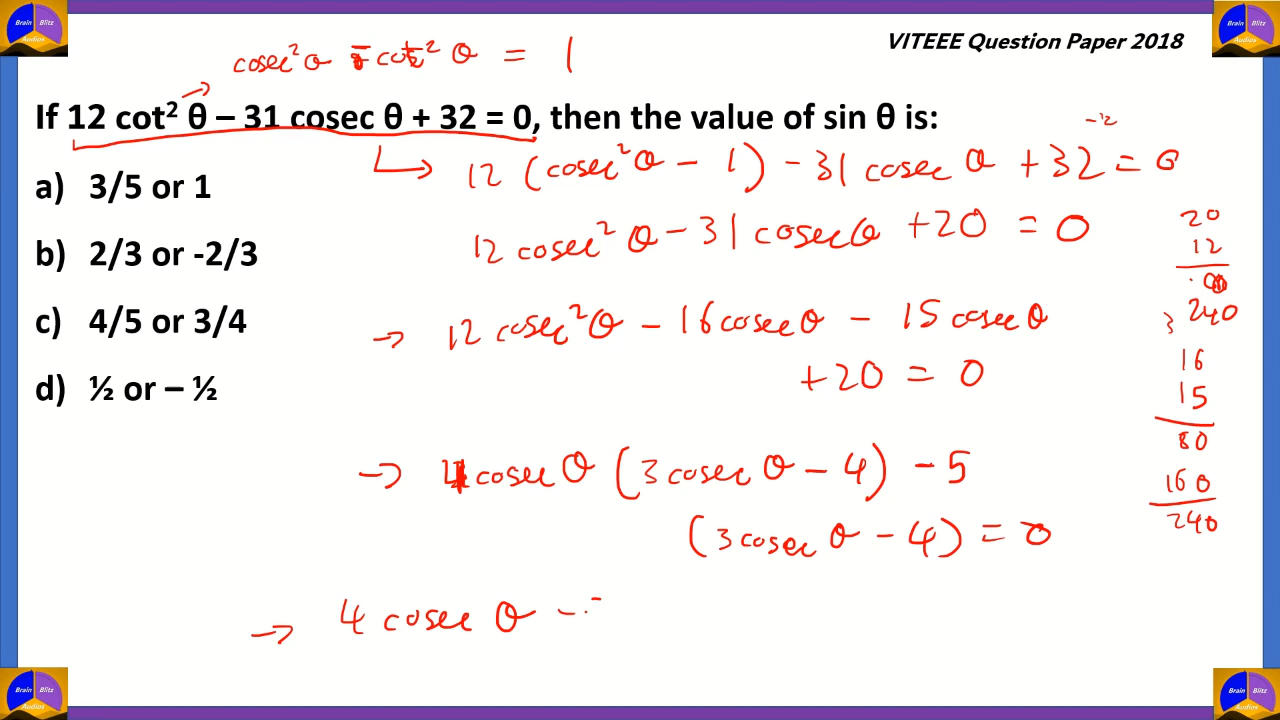 Brain Blitz Audios
Brain Blitz Audios
VITEEE Question Paper 2018
cosec²θ - cot²θ = 1
If 12 cot² θ – 31 cosec θ + 32 = 0, then the value of sin θ is:
-12
→ 12 (cosec²θ - 1) - 31 cosec θ + 32 = 0
a) 3/5 or 1
12 cosec²θ - 31 cosec θ + 20 = 0
20
12
b) 2/3 or -2/3
240
c) 4/5 or 3/4
→ 12 cosec²θ - 16 cosec θ - 15 cosec θ
+ 20 = 0
16
15
80
160
240
d) ½ or – ½
→ 4 cosec θ (3 cosec θ - 4) - 5
(3 cosec θ - 4) = 0
→ 4 cosec θ -
Brain Blitz Audios
Brain Blitz Audios